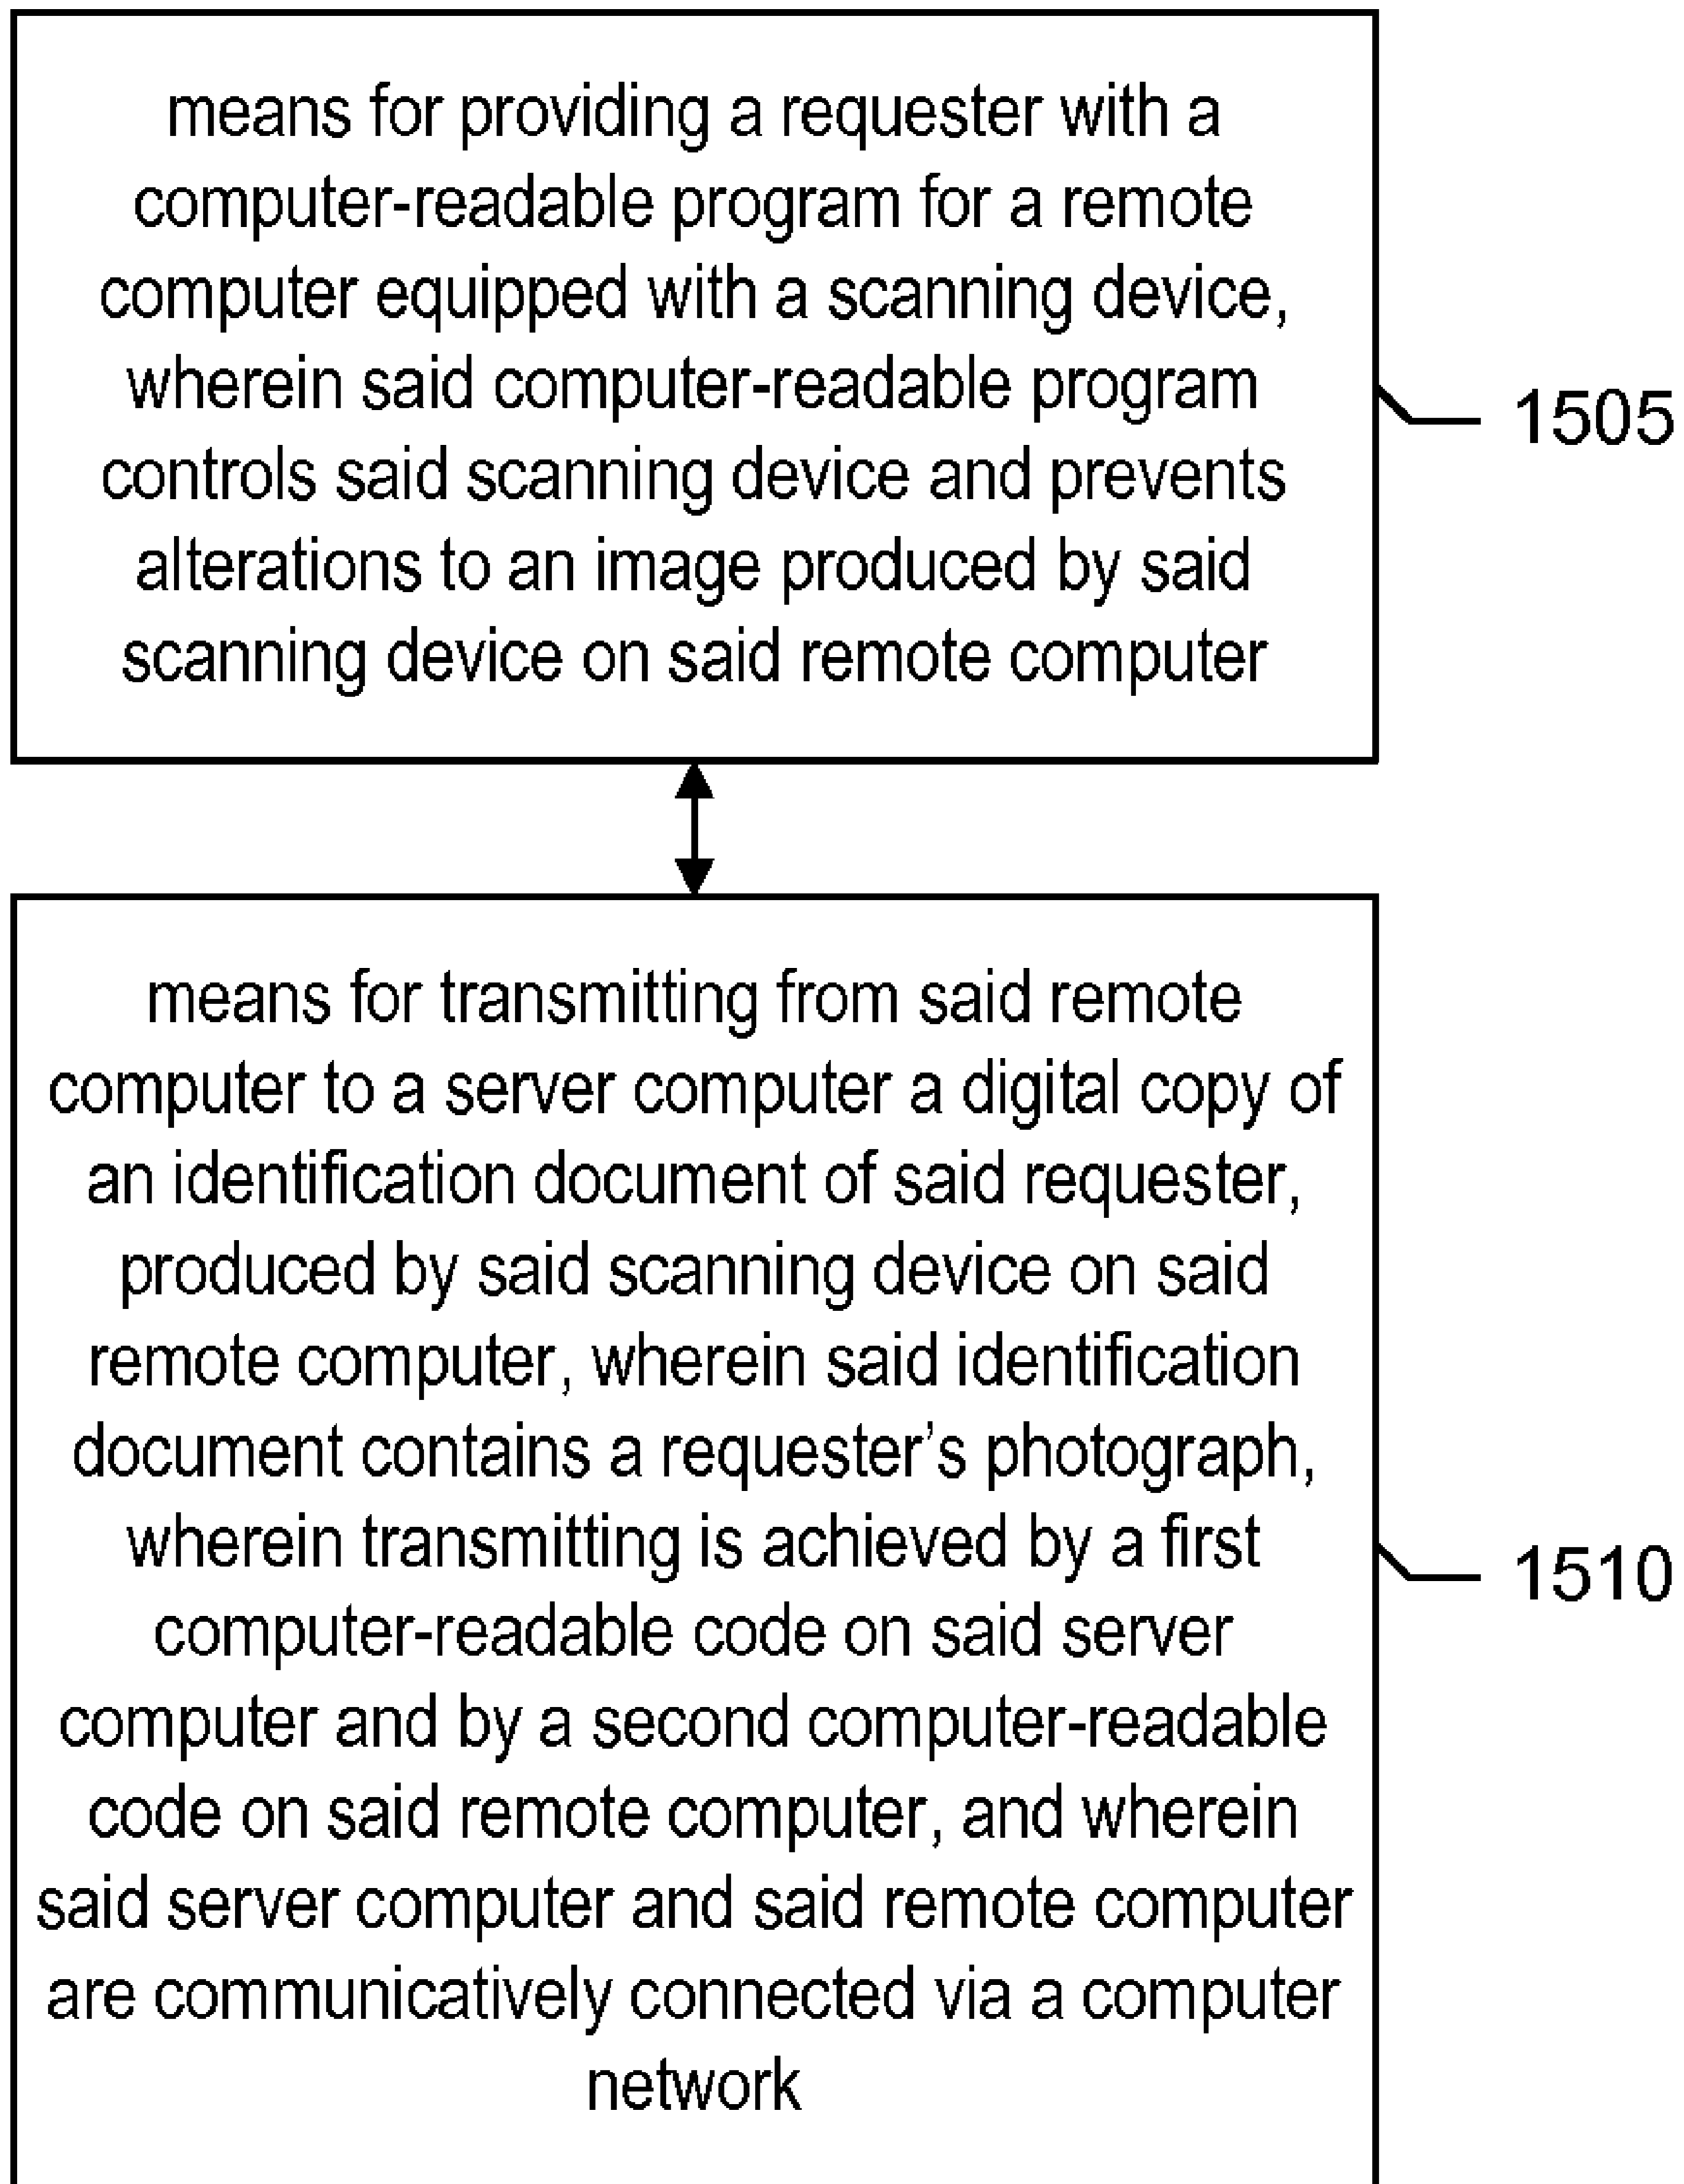 means for providing a requester with a
computer-readable program for a remote
computer equipped with a scanning device,
wherein said computer-readable program
controls said scanning device and prevents
alterations to an image produced by said
scanning device on said remote computer
1505
means for transmitting from said remote
computer to a server computer a digital copy of
an identification document of said requester,
produced by said scanning device on said
remote computer, wherein said identification
document contains a requester’s photograph,
wherein transmitting is achieved by a first
computer-readable code on said server
computer and by a second computer-readable
code on said remote computer, and wherein
said server computer and said remote computer
are communicatively connected via a computer
network
1510